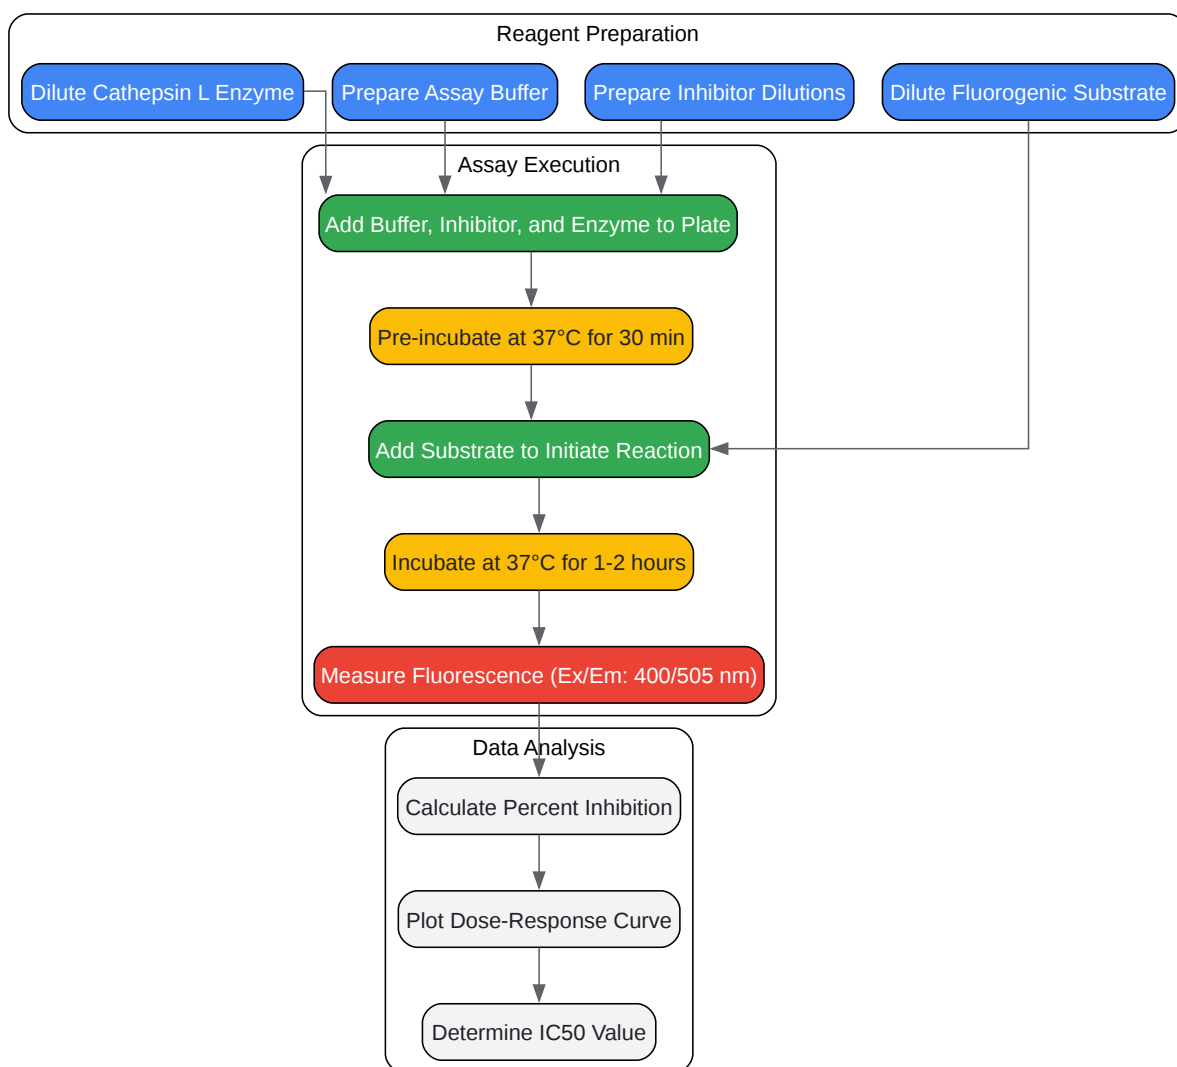 Reagent Preparation
Dilute Cathepsin L Enzyme
Prepare Assay Buffer
Prepare Inhibitor Dilutions
Dilute Fluorogenic Substrate
Assay Execution
Add Buffer, Inhibitor, and Enzyme to Plate
Pre-incubate at 37°C for 30 min
Add Substrate to Initiate Reaction
Incubate at 37°C for 1-2 hours
Measure Fluorescence (Ex/Em: 400/505 nm)
Data Analysis
Calculate Percent Inhibition
Plot Dose-Response Curve
Determine IC50 Value